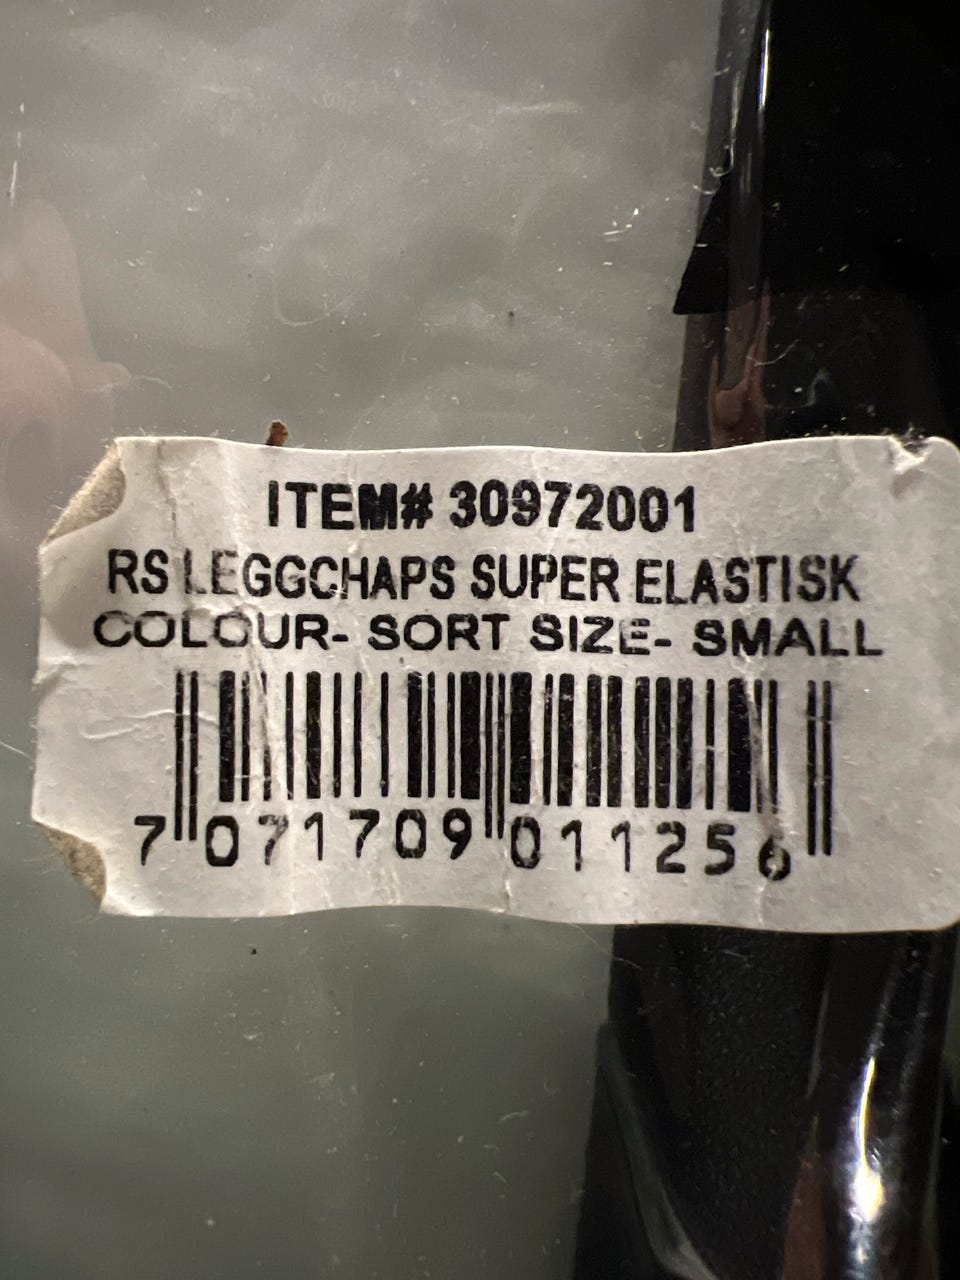 ITEM# 30972001
RS LEGGCHAPS SUPER ELASTISK
COLOUR- SORT SIZE- SMALL
7 071709 011256